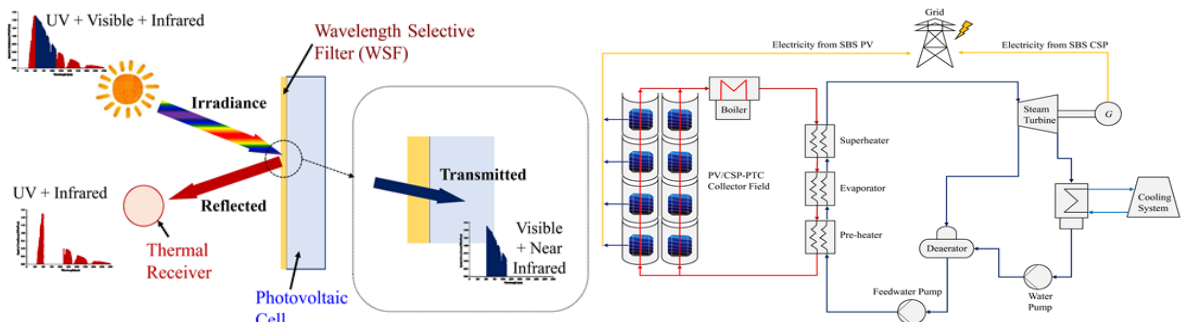 UV + Visible + Infrared
Wavelength Selective
Filter (WSF)
Irradiance
UV + Infrared
Reflected
Thermal
Receiver
Photovoltaic
Cell
Transmitted
Visible
+ Near
Infrared
Grid
Electricity from SBS PV
Electricity from SBS CSP
Boiler
Superheater
Evaporator
Pre-heater
PV/CSP-PTC
Collector Field
Steam
Turbine
G
Cooling
System
Deaerator
Feedwater Pump
Water
Pump